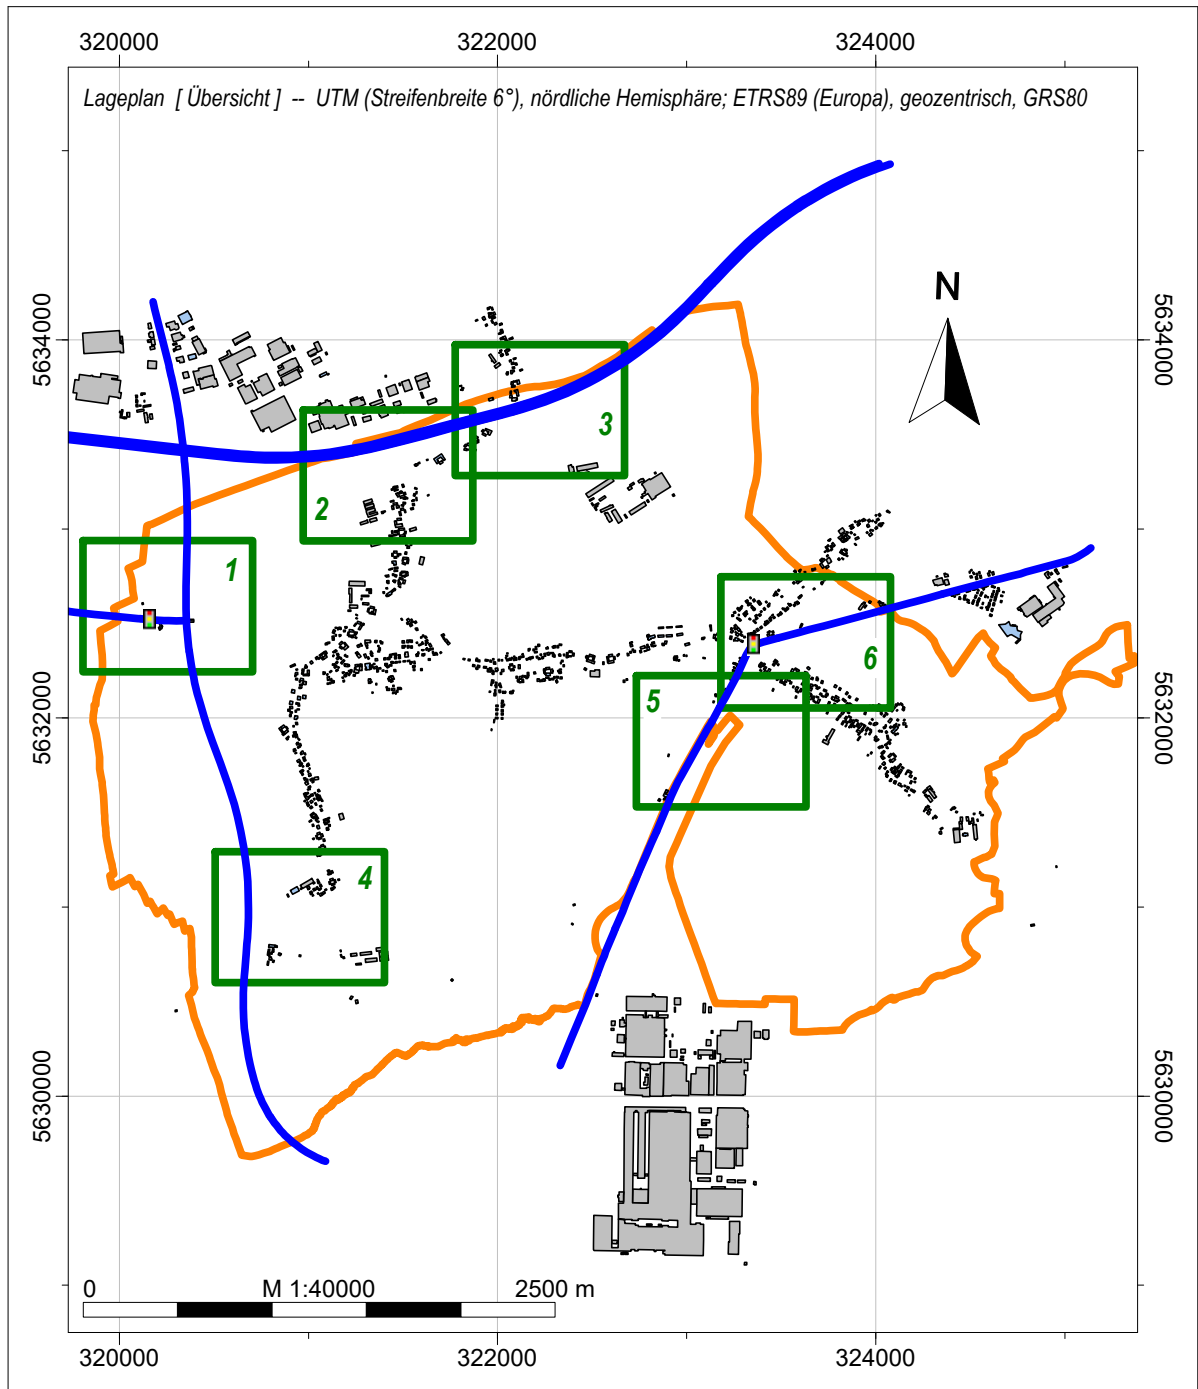 320000 322000 324000
Lageplan [ Übersicht ] -- UTM (Streifenbreite 6°), nördliche Hemisphäre; ETRS89 (Europa), geozentrisch, GRS80
N
5634000 5634000
3
2
1
6
5632000 5632000
5
4
5630000 5630000
0 M 1:40000 2500 m
320000 322000 324000